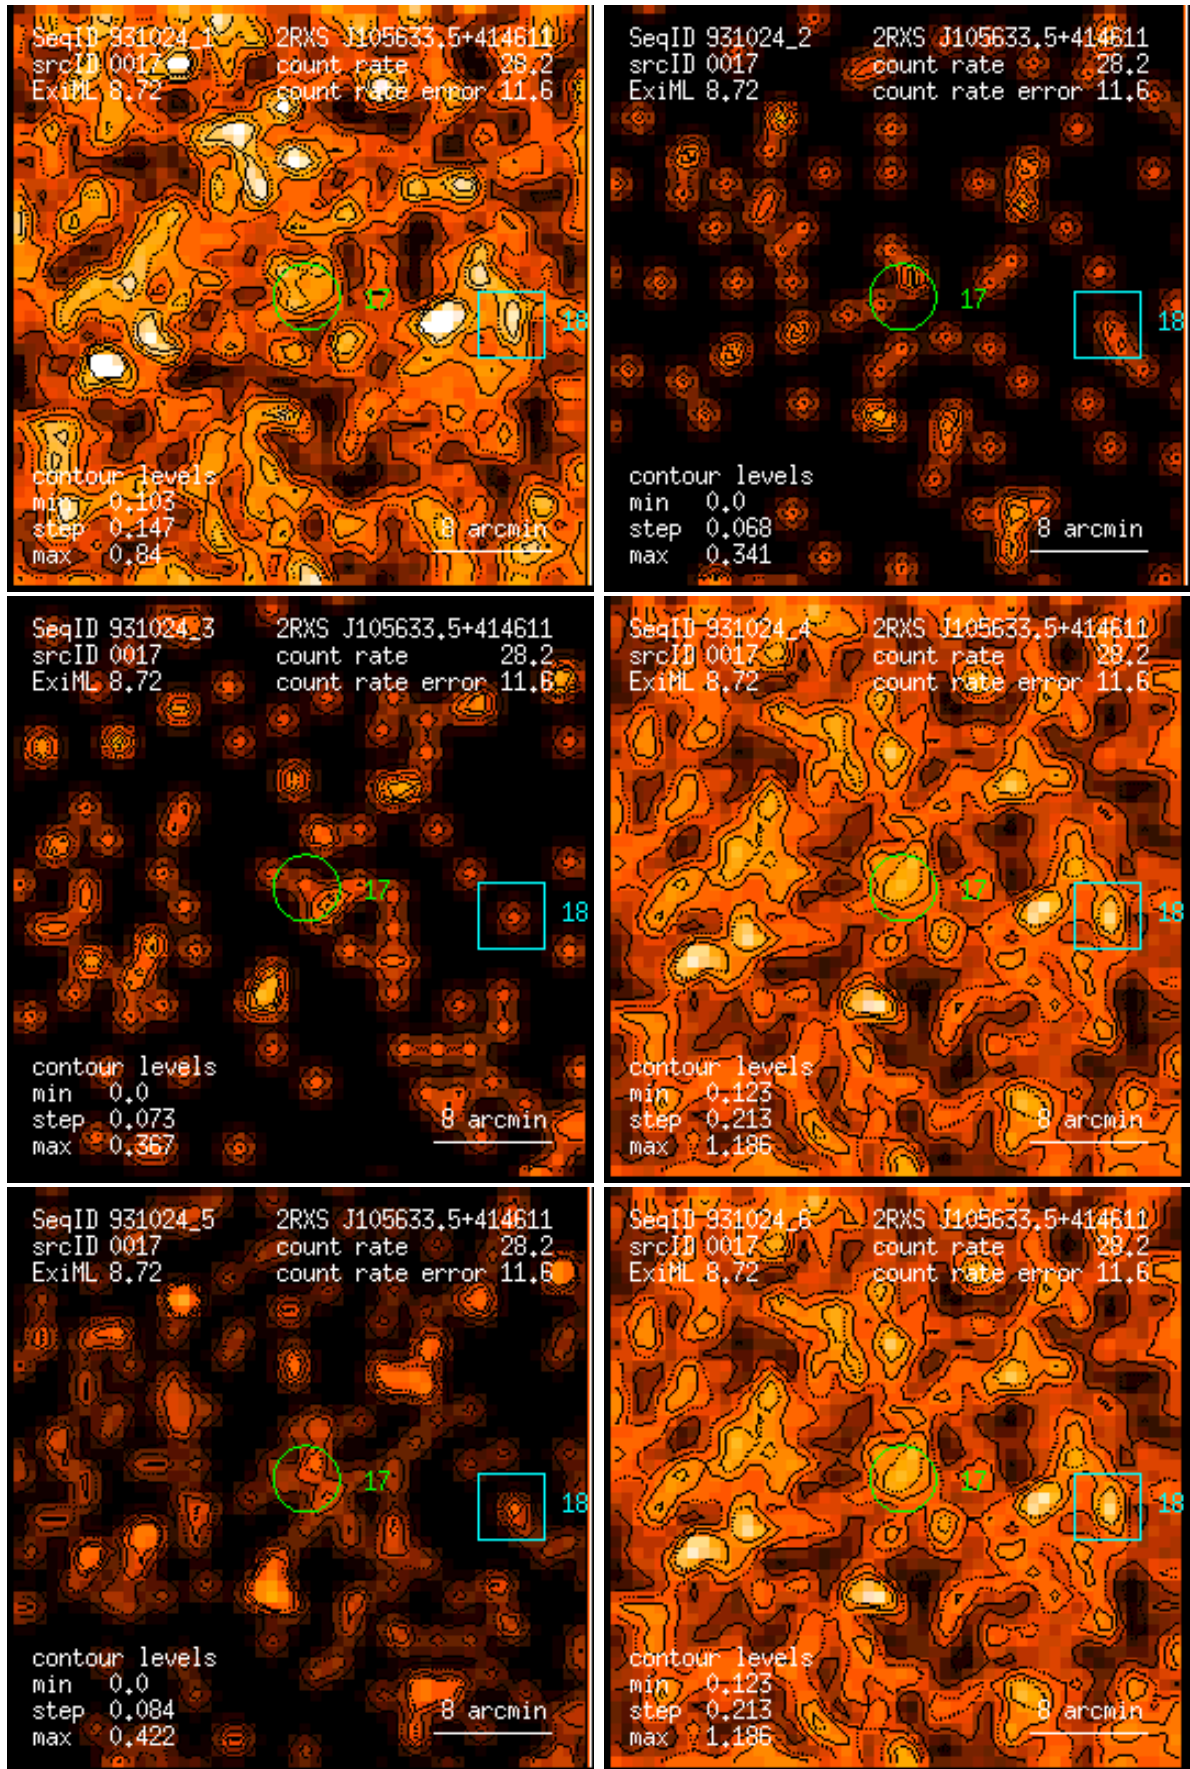 SeqID 931024_1 2RXS J105633.5+414611
srcID 0017 count rate 28.2
ExiML 8.72 count rate error 11.6
17
18
contour levels
min 0.103
step 0.147 8 arcmin
max 0.84
SeqID 931024_2 2RXS J105633.5+414611
srcID 0017 count rate 28.2
ExiML 8.72 count rate error 11.6
17
18
contour levels
min 0.0
step 0.068 8 arcmin
max 0.341
SeqID 931024_3 2RXS J105633.5+414611
srcID 0017 count rate 28.2
ExiML 8.72 count rate error 11.6
17
18
contour levels
min 0.0
step 0.073 8 arcmin
max 0.367
SeqID 931024_4 2RXS J105633.5+414611
srcID 0017 count rate 28.2
ExiML 8.72 count rate error 11.6
17
18
contour levels
min 0.123
step 0.213 8 arcmin
max 1.186
SeqID 931024_5 2RXS J105633.5+414611
srcID 0017 count rate 28.2
ExiML 8.72 count rate error 11.6
17
18
contour levels
min 0.0
step 0.084 8 arcmin
max 0.422
SeqID 931024_6 2RXS J105633.5+414611
srcID 0017 count rate 28.2
ExiML 8.72 count rate error 11.6
17
18
contour levels
min 0.123
step 0.213 8 arcmin
max 1.186